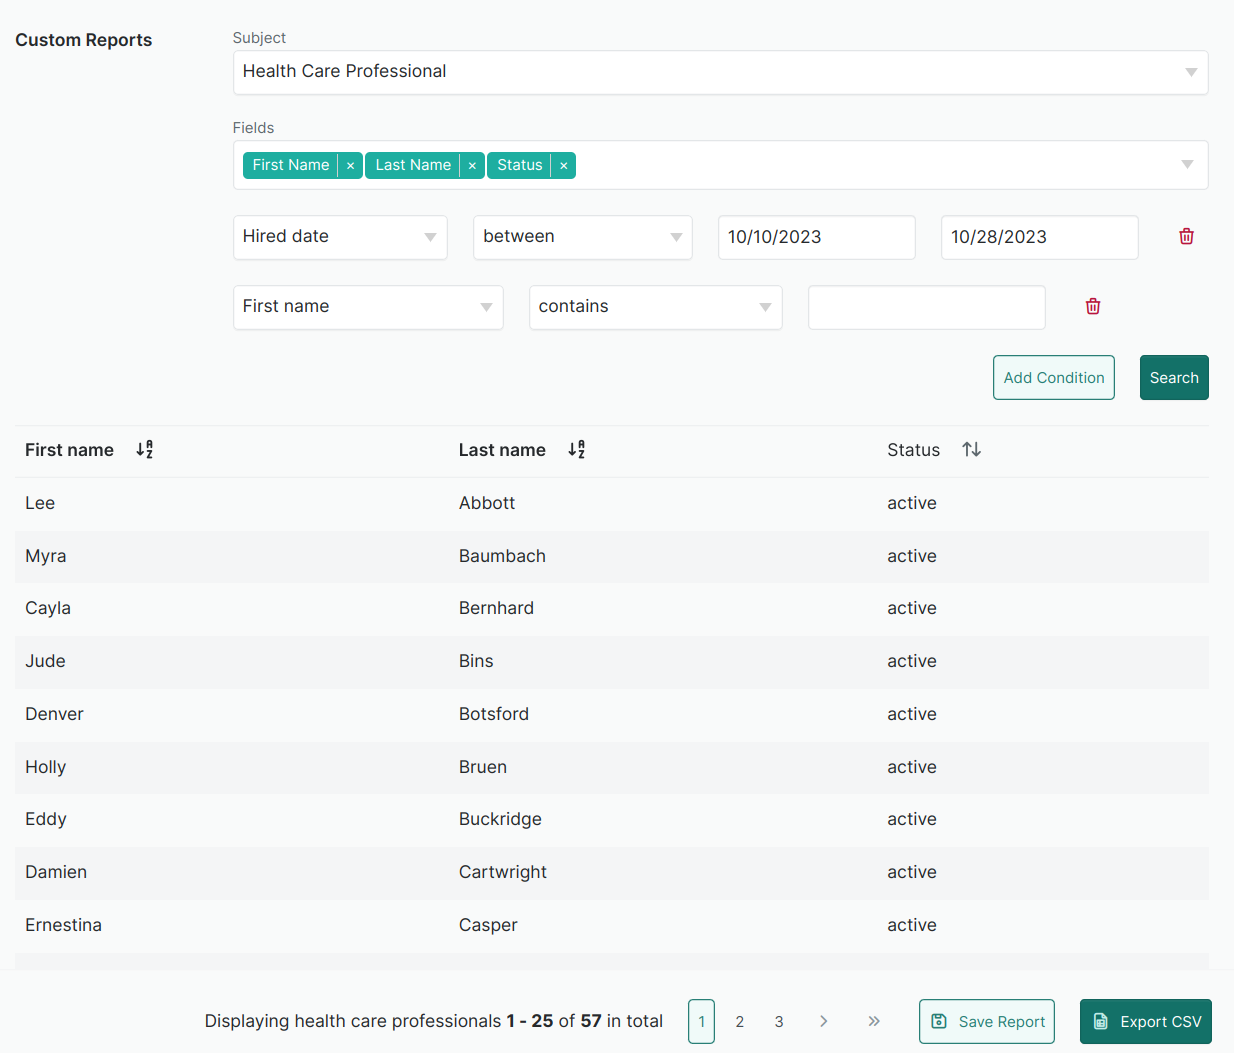 Custom Reports
Subject
Health Care Professional
Fields
First Name × Last Name × Status ×
Hired date between 10/10/2023 10/28/2023
First name contains
Add Condition Search
First name Last name Status
Lee Abbott active
Myra Baumbach active
Cayla Bernhard active
Jude Bins active
Denver Botsford active
Holly Bruen active
Eddy Buckridge active
Damien Cartwright active
Ernestina Casper active
Displaying health care professionals 1 - 25 of 57 in total 1 2 3 › » Save Report Export CSV